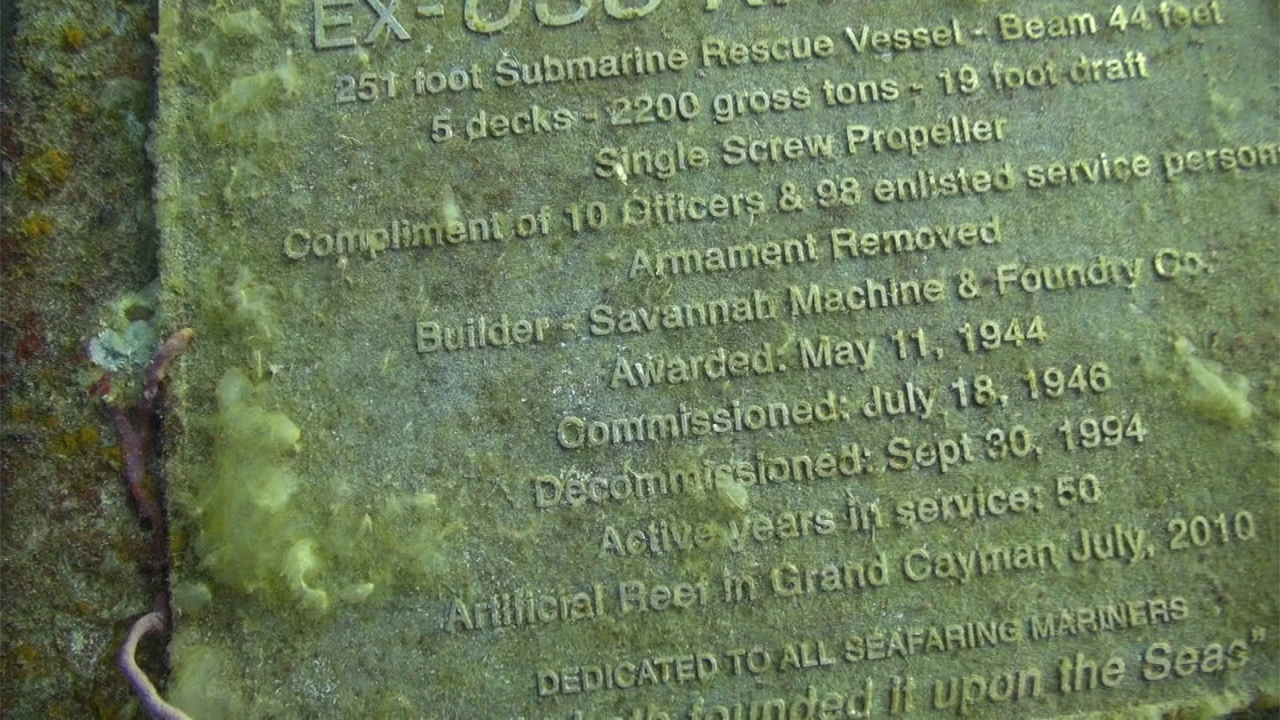 EX-USS
251 foot Submarine Rescue Vessel - Beam 44 feet
5 decks - 2200 gross tons - 19 foot draft
Single Screw Propeller
Compliment of 10 Officers & 98 enlisted service person
Armament Removed
Builder - Savannah Machine & Foundry Co.
Awarded: May 11, 1944
Commissioned: July 18, 1946
Decommissioned: Sept 30, 1994
Active years in service: 50
Artificial Reef in Grand Cayman July, 2010
DEDICATED TO ALL SEAFARING MARINERS
founded it upon the Seas”